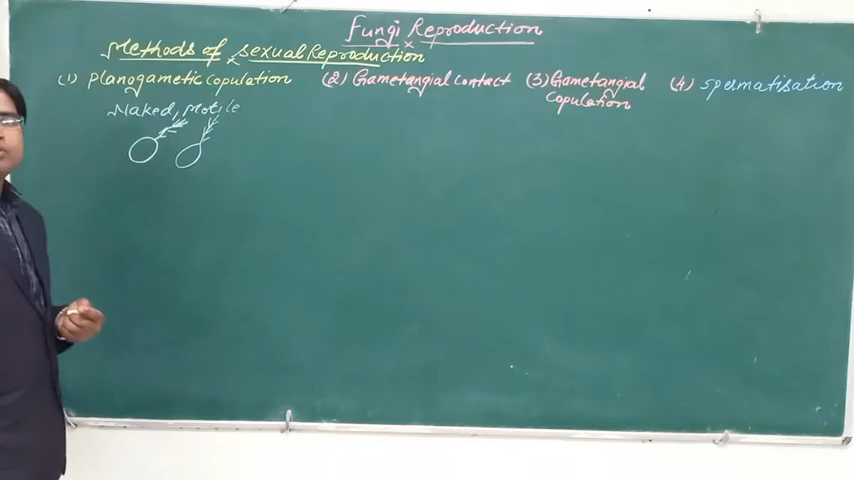 Fungi Reproduction
Methods of sexual Reproduction
(1) Planogametic copulation (2) Gametangial contact (3) Gametangial copulation (4) Spermatisation
Naked, Motile